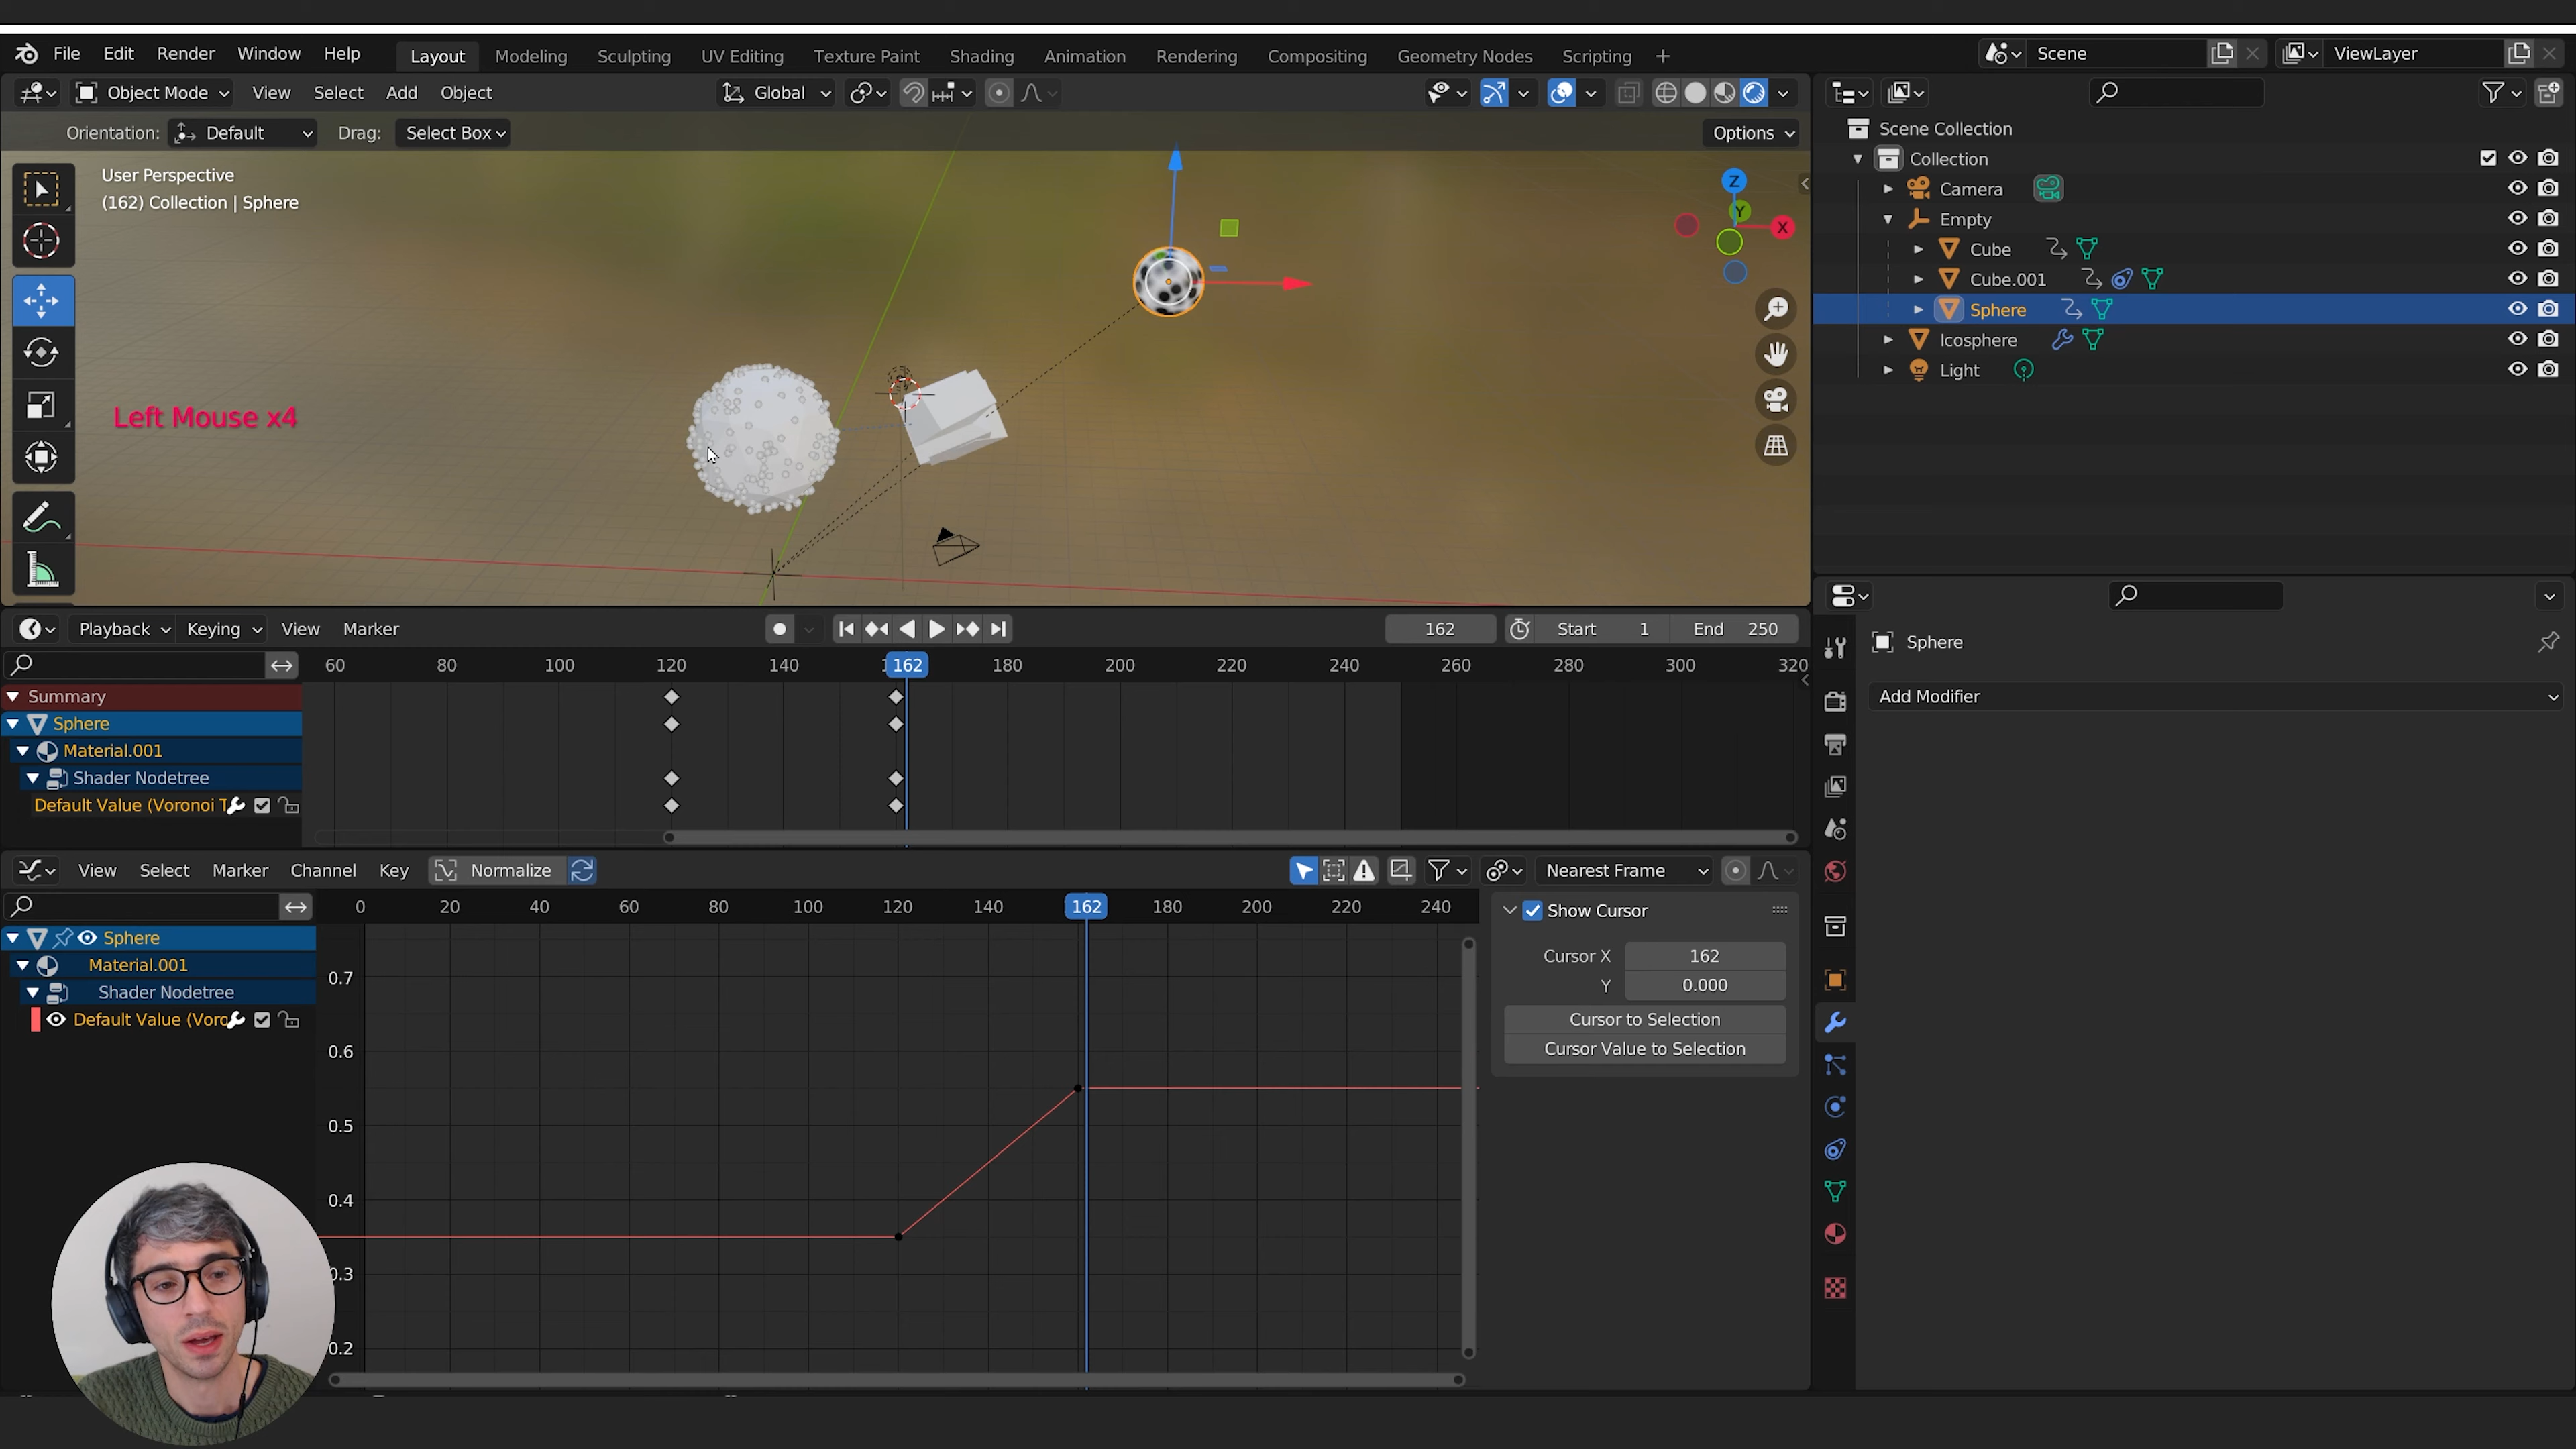 File Edit Render Window Help Layout Modeling Sculpting UV Editing Texture Paint Shading Animation Rendering Compositing Geometry Nodes Scripting + Scene ViewLayer
Object Mode View Select Add Object Global
Orientation: Default Drag: Select Box Options
User Perspective
(162) Collection | Sphere
Z
Y
X
Left Mouse x4
Scene Collection
Collection
Camera
Empty
Cube
Cube.001
Sphere
Icosphere
Light
Playback Keying View Marker 162 Start 1 End 250
60 80 100 120 140 162 180 200 220 240 260 280 300 320
Summary
Sphere
Material.001
Shader Nodetree
Default Value (Voronoi T
View Select Marker Channel Key Normalize Nearest Frame
0 20 40 60 80 100 120 140 162 180 200 220 240
Sphere
Material.001
Shader Nodetree
Default Value (Voro
0.7
0.6
0.5
0.4
0.3
0.2
Show Cursor
Cursor X 162
Y 0.000
Cursor to Selection
Cursor Value to Selection
Sphere
Add Modifier